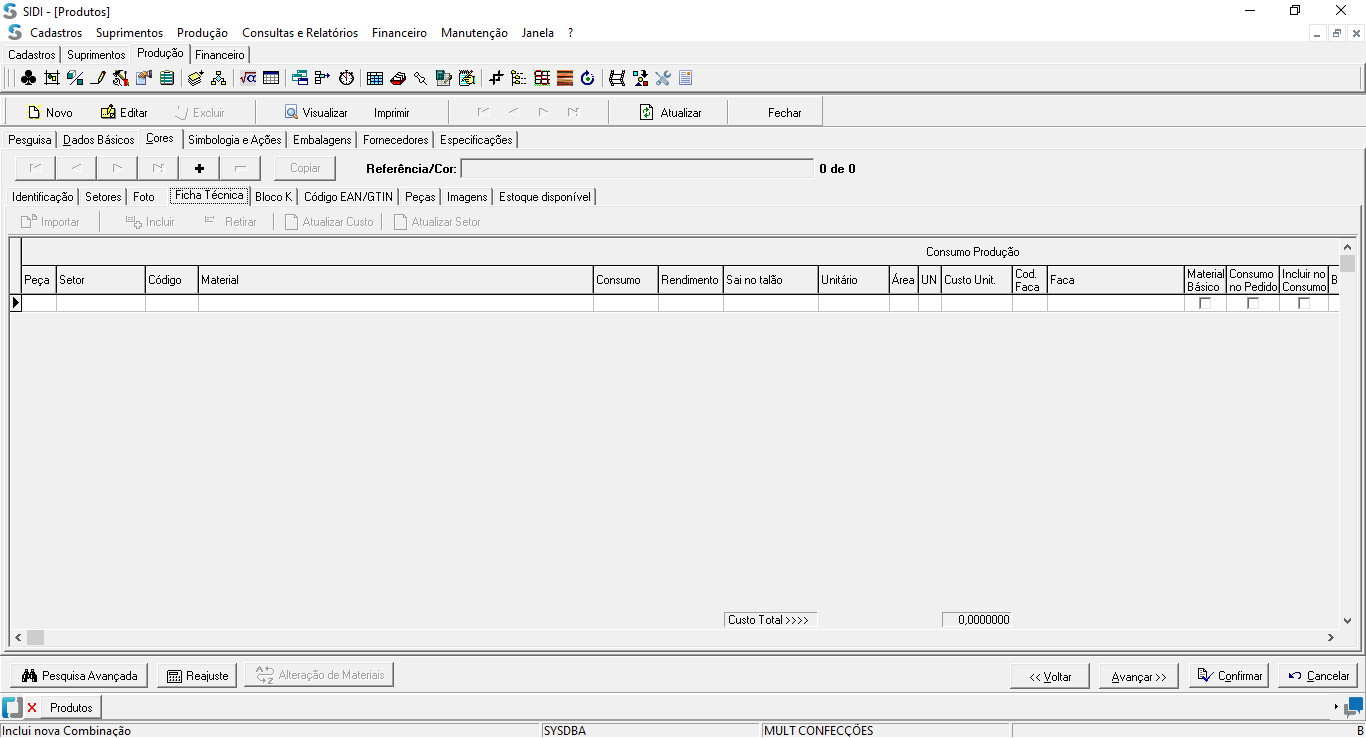 SIDI - [Produtos]
Cadastros Suprimentos Produção Consultas e Relatórios Financeiro Manutenção Janela ?
Cadastros Suprimentos Produção Financeiro
Novo Editar Excluir Visualizar Imprimir Atualizar Fechar
Pesquisa Dados Básicos Cores Simbologia e Ações Embalagens Fornecedores Especificações
Copiar Referência/Cor: 0 de 0
Identificação Setores Foto Ficha Técnica Bloco K Código EAN/GTIN Peças Imagens Estoque disponível
Importar Incluir Retirar Atualizar Custo Atualizar Setor
Consumo Produção
Peça Setor Código Material Consumo Rendimento Sai no talão Unitário Área UN Custo Unit. Cod. Faca Faca Material Básico Consumo no Pedido Incluir no Consumo B
Custo Total >>>> 0,0000000
Pesquisa Avançada Reajuste Alteração de Materiais << Voltar Avançar >> Confirmar Cancelar
Produtos
Inclui nova Combinação SYSDBA MULT CONFECÇÕES B